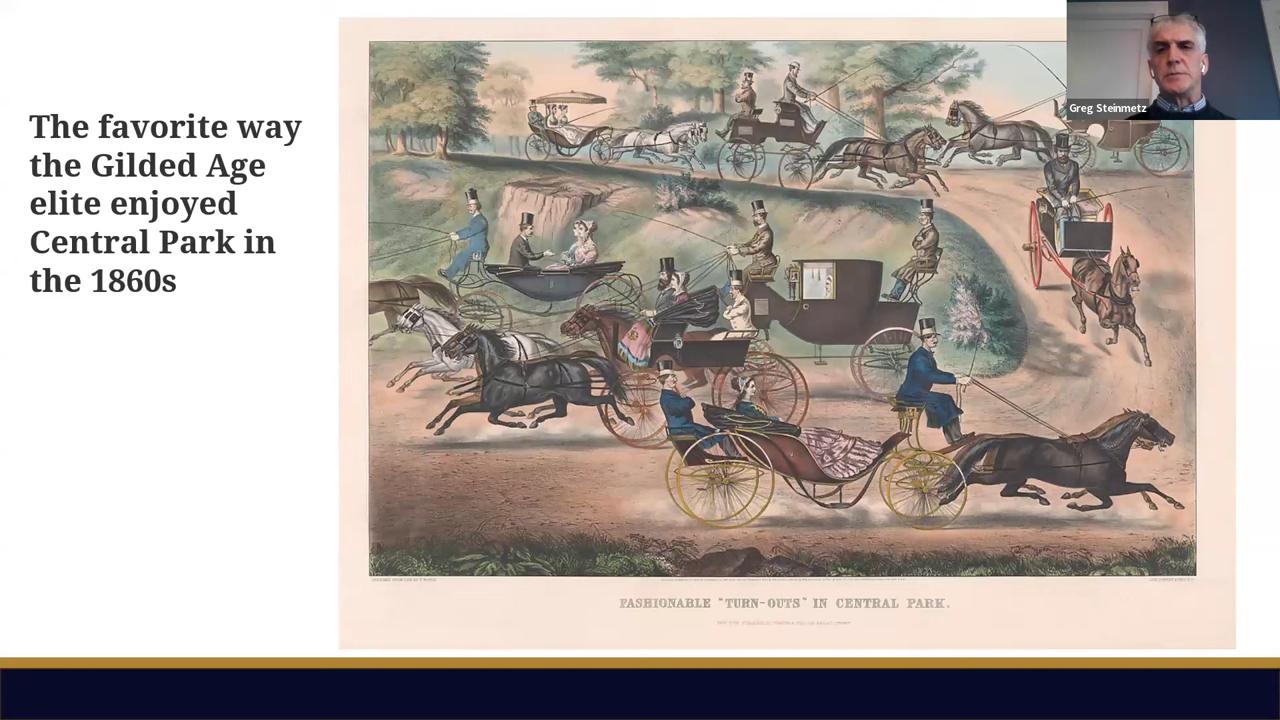 The favorite way
the Gilded Age
elite enjoyed
Central Park in
the 1860s
Greg Steinmetz
FASHIONABLE "TURN-OUTS" IN CENTRAL PARK.